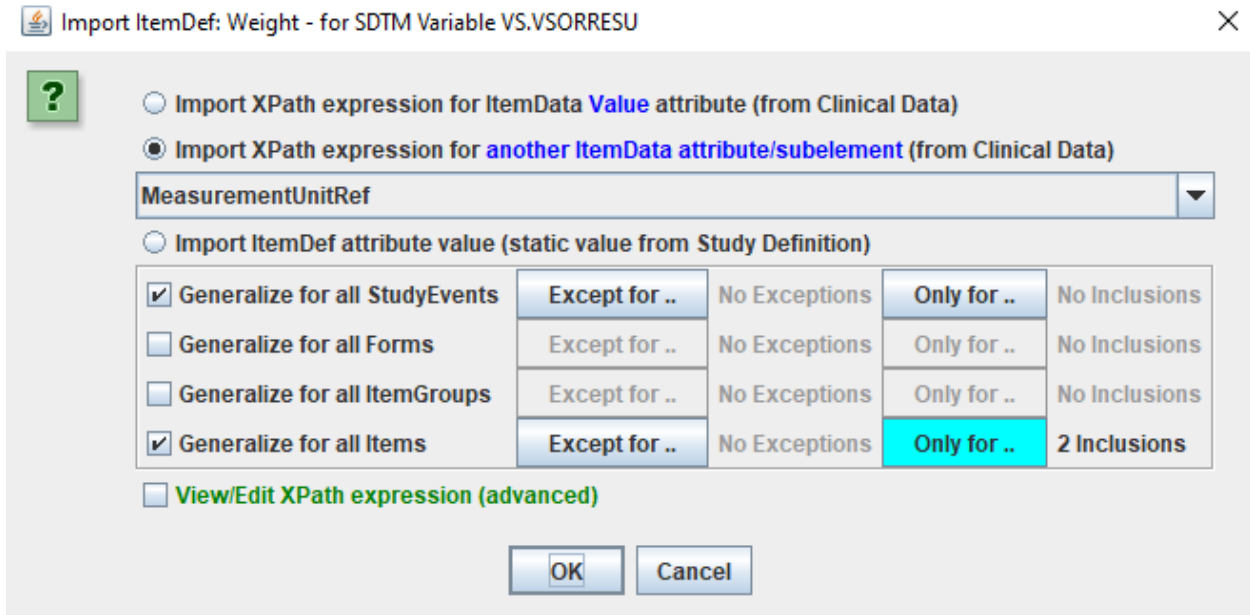 Import ItemDef: Weight - for SDTM Variable VS.VSORRESU
?
Import XPath expression for ItemData Value attribute (from Clinical Data)
Import XPath expression for another ItemData attribute/subelement (from Clinical Data)
MeasurementUnitRef
Import ItemDef attribute value (static value from Study Definition)
Generalize for all StudyEvents Except for .. No Exceptions Only for .. No Inclusions
Generalize for all Forms Except for .. No Exceptions Only for .. No Inclusions
Generalize for all ItemGroups Except for .. No Exceptions Only for .. No Inclusions
Generalize for all Items Except for .. No Exceptions Only for .. 2 Inclusions
View/Edit XPath expression (advanced)
OK Cancel